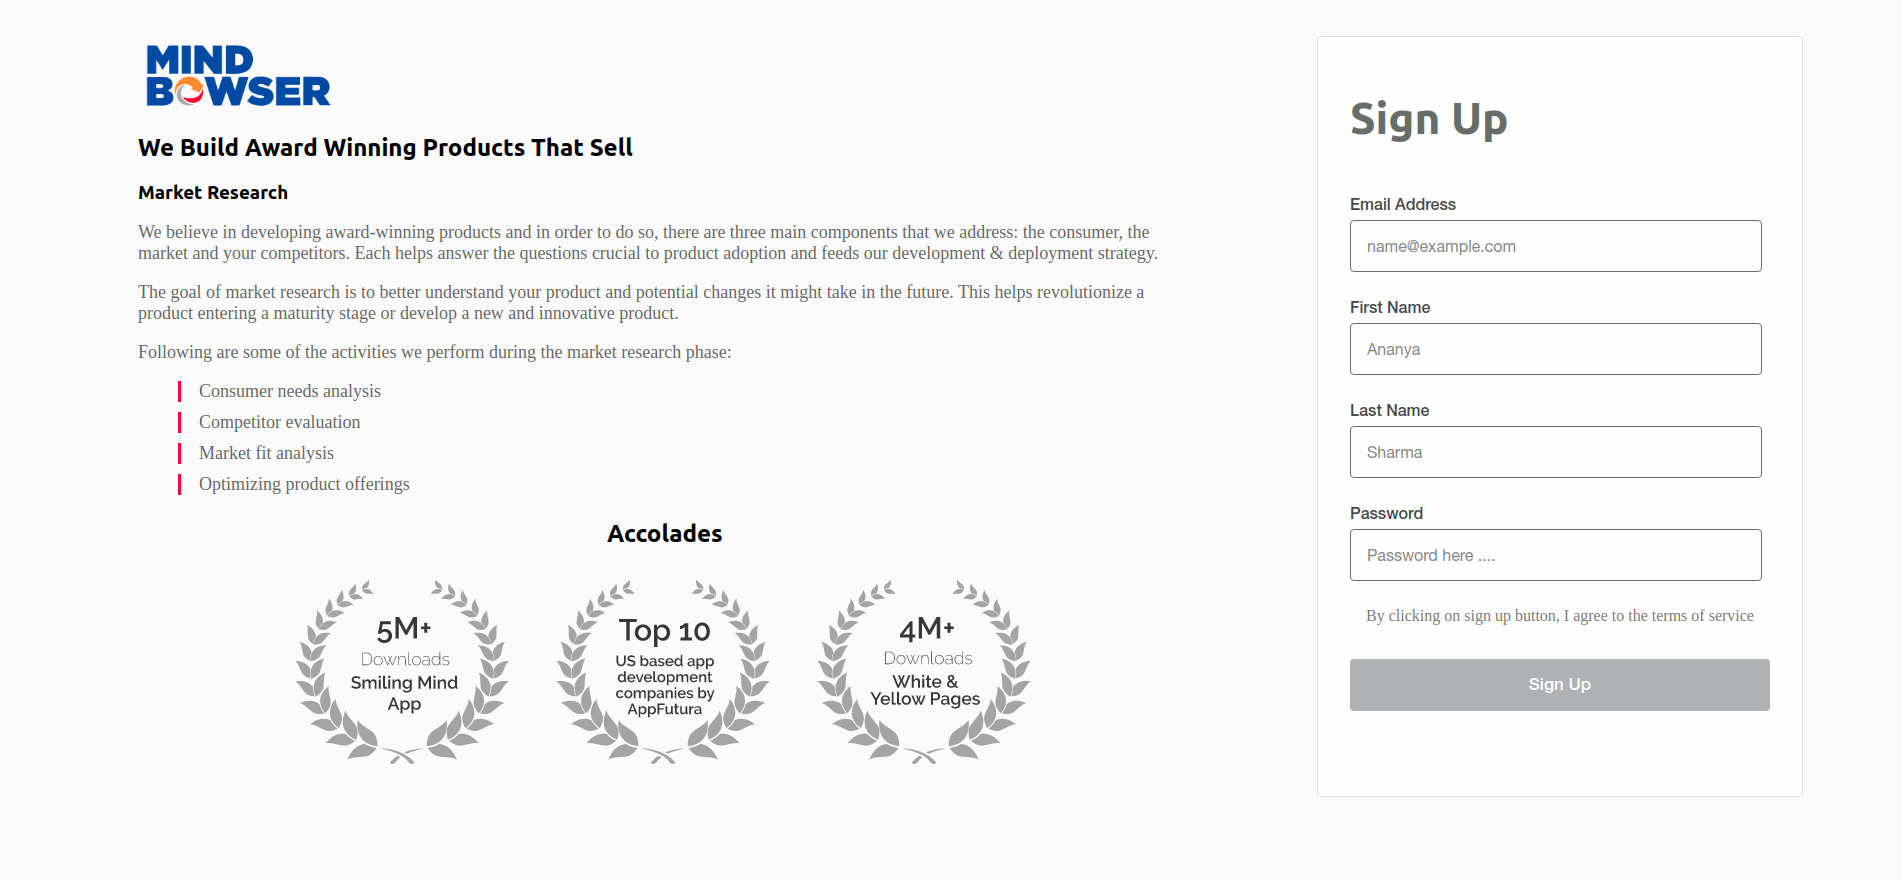 MIND
BOWSER
We Build Award Winning Products That Sell
Market Research
We believe in developing award-winning products and in order to do so, there are three main components that we address: the consumer, the
market and your competitors. Each helps answer the questions crucial to product adoption and feeds our development & deployment strategy.
The goal of market research is to better understand your product and potential changes it might take in the future. This helps revolutionize a
product entering a maturity stage or develop a new and innovative product.
Following are some of the activities we perform during the market research phase:
Consumer needs analysis
Competitor evaluation
Market fit analysis
Optimizing product offerings
Accolades
5M+
Downloads
Smiling Mind
App
Top 10
US based app
development
companies by
AppFutura
4M+
Downloads
White &
Yellow Pages
Sign Up
Email Address
name@example.com
First Name
Ananya
Last Name
Sharma
Password
Password here ....
By clicking on sign up button, I agree to the terms of service
Sign Up